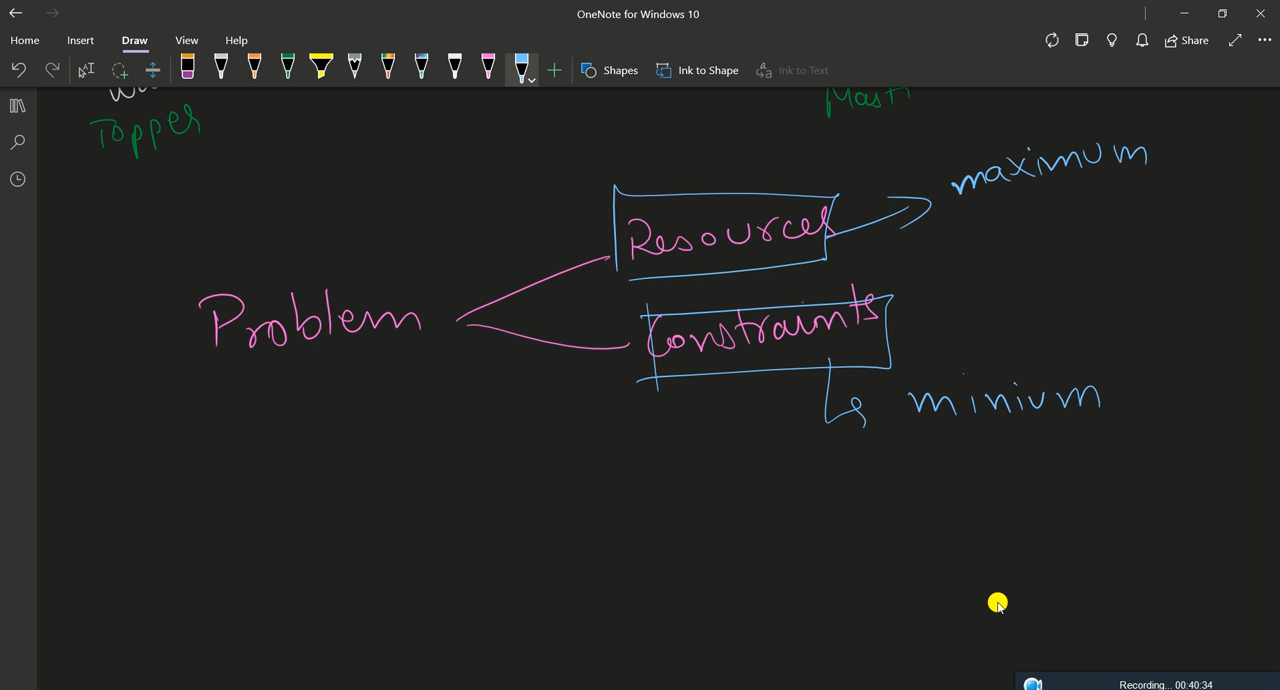 OneNote for Windows 10
Home Insert Draw View Help
Share
Shapes Ink to Shape Ink to Text
Topper
Masti
maximum
Resources
Problem
Constraints
minium
Recording... 00:40:34